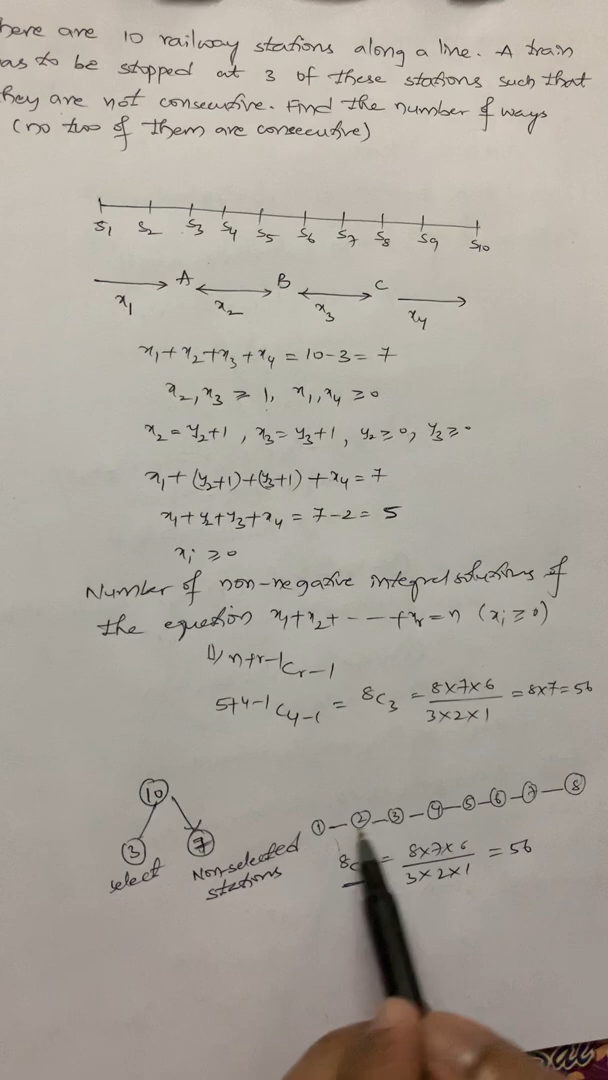 here are 10 railway stations along a line. A train
as to be stopped at 3 of these stations such that
hey are not consecutive. Find the number of ways
(no two of them are consecutive)
S1 S2 S3 S4 S5 S6 S7 S8 S9 S10
A B C
x1 x2 x3 x4
x1+x2+x3+x4 = 10-3 = 7
x2, x3 ≥ 1, x1, x4 ≥ 0
x2 = y2+1, x3 = y3+1, y2 ≥ 0, y3 ≥ 0
x1+(y2+1)+(y3+1)+x4 = 7
x1+y2+y3+x4 = 7-2 = 5
xi ≥ 0
Number of non-negative integral solutions of
the equation x1+x2+---+xr = n (xi ≥ 0)
is n+r-1Cr-1
5+4-1C4-1 = 8C3 = 8×7×6/3×2×1 = 8×7=56
10
3 7
select Non-selected stations
1 - 2 - 3 - 4 - 5 - 6 - 7 - 8
8C = 8×7×6/3×2×1 = 56